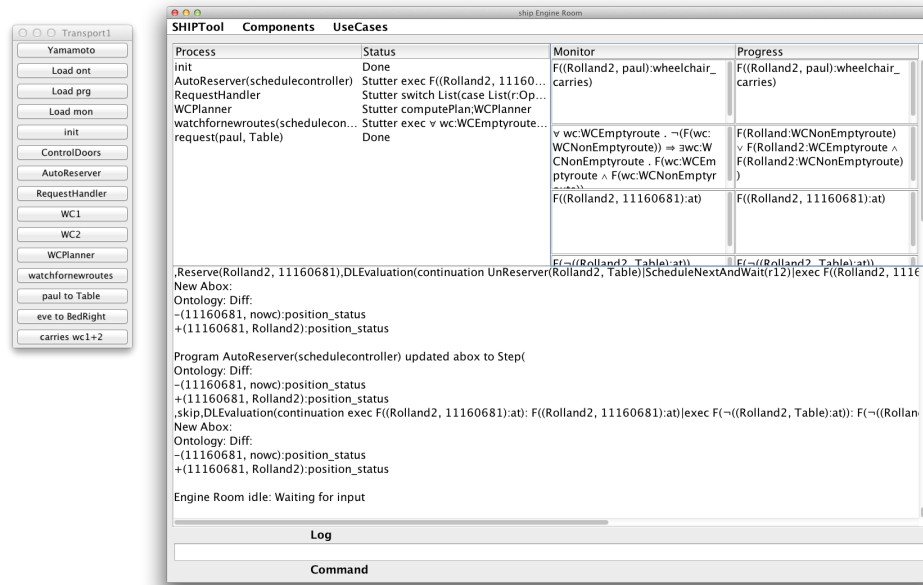 Transport1
Yamamoto
Load ont
Load prg
Load mon
init
ControlDoors
AutoReserver
RequestHandler
WC1
WC2
WCPlanner
watchfornewroutes
paul to Table
eve to BedRight
carries wc1+2
ship Engine Room
SHIPTool Components UseCases
Process Status Monitor Progress
init Done
AutoReserver(schedulecontroller) Stutter exec F((Rolland2, 11160...
RequestHandler Stutter switch List(case List(r:Op...
WCPlanner Stutter computePlan;WCPlanner
watchfornewroutes(schedulecon... Stutter exec ∀ wc:WCEmptyroute...
request(paul, Table) Done
F((Rolland2, paul):wheelchair_
carries)
F((Rolland2, paul):wheelchair_
carries)
∀ wc:WCEmptyroute . ¬(F(wc:
WCNonEmptyroute)) ⇒ ∃wc:W
CNonEmptyroute . F(wc:WCEm
ptyroute ∧ F(wc:WCNonEmptyr
oute))
F(Rolland:WCNonEmptyroute)
∨ F(Rolland2:WCEmptyroute ∧
F(Rolland2:WCNonEmptyroute)
)
F((Rolland2, 11160681):at)
F((Rolland2, 11160681):at)
F(¬((Rolland2, Table):at))
F(¬((Rolland2, Table):at))
,Reserve(Rolland2, 11160681),DLEvaluation(continuation UnReserver(Rolland2, Table)|ScheduleNextAndWait(r12)|exec F((Rolland2, 1116
New Abox:
Ontology: Diff:
-(11160681, nowc):position_status
+(11160681, Rolland2):position_status
Program AutoReserver(schedulecontroller) updated abox to Step(
Ontology: Diff:
-(11160681, nowc):position_status
+(11160681, Rolland2):position_status
,skip,DLEvaluation(continuation exec F((Rolland2, 11160681):at): F((Rolland2, 11160681):at)|exec F(¬((Rolland2, Table):at)): F(¬((Rollan
New Abox:
Ontology: Diff:
-(11160681, nowc):position_status
+(11160681, Rolland2):position_status
Engine Room idle: Waiting for input
Log
Command